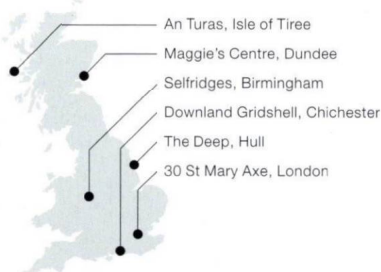 An Turas, Isle of Tiree
Maggie's Centre, Dundee
Selfridges, Birmingham
Downland Gridshell, Chichester
The Deep, Hull
30 St Mary Axe, London